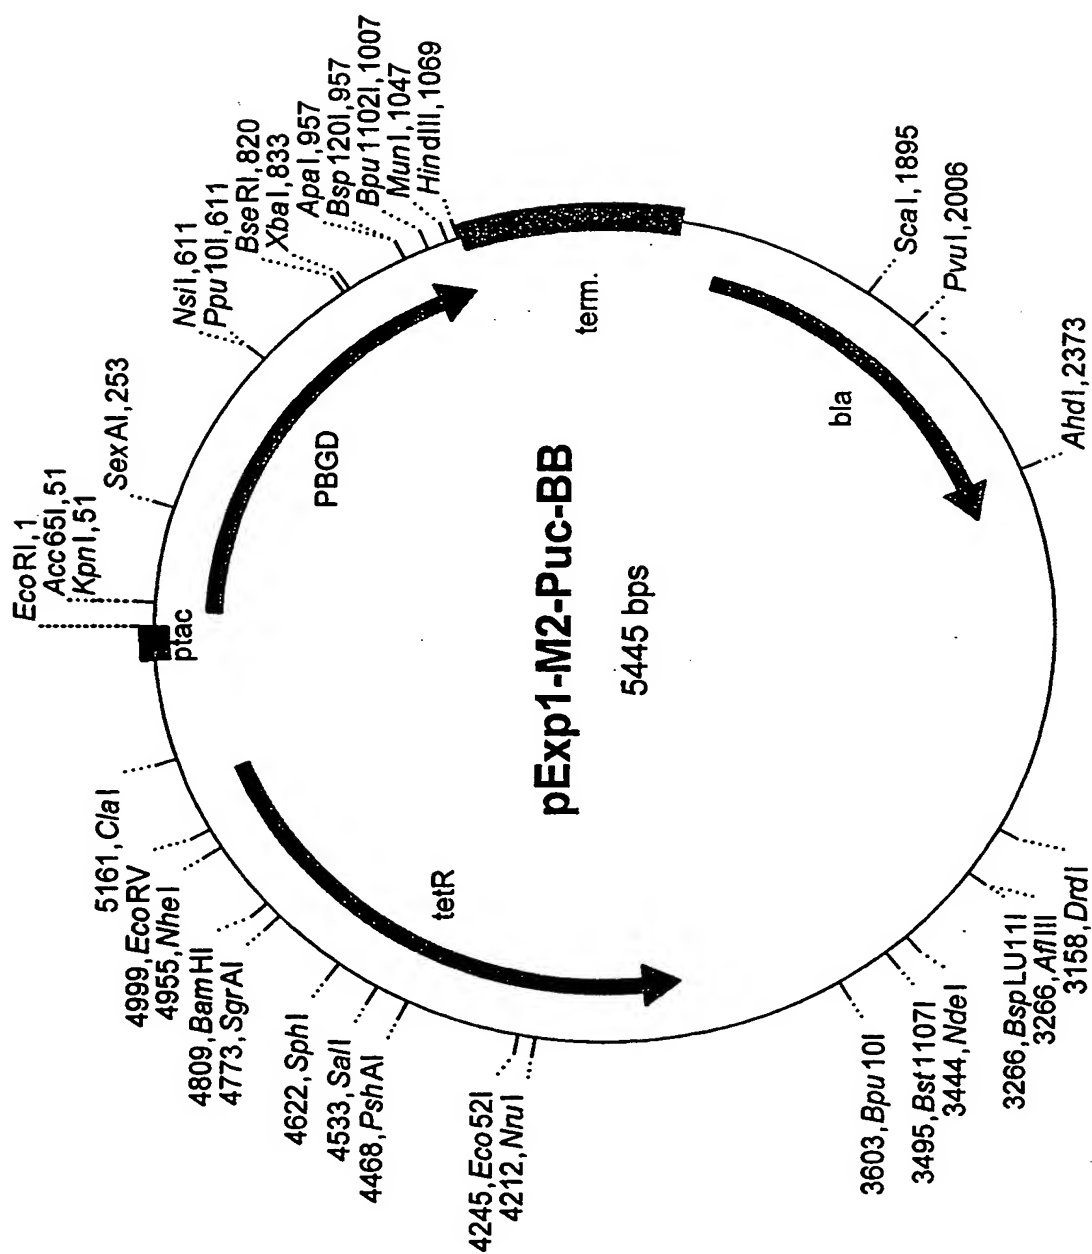 EcoRI,1
Acc65I,51
KpnI,51
SexAI,253
NsiI,611
Ppu10I,611
BseRI,820
XbaI,833
ApaI,957
Bsp120I,957
Bpu1102I,1007
MunI,1047
HindIII,1069
ScaI,1895
PvuI,2006
AhdI,2373
3158,DrdI
3266,AflIII
3266,BspLU11I
3444,NdeI
3495,Bst1107I
3603,Bpu10I
4212,NruI
4245,Eco52I
4468,PshAI
4533,SalI
4622,SphI
4773,SgrAI
4809,BamHI
4955,NheI
4999,EcoRV
5161,ClaI
ptac
PBGD
term.
bla
tetR
pExp1-M2-Puc-BB
5445 bps